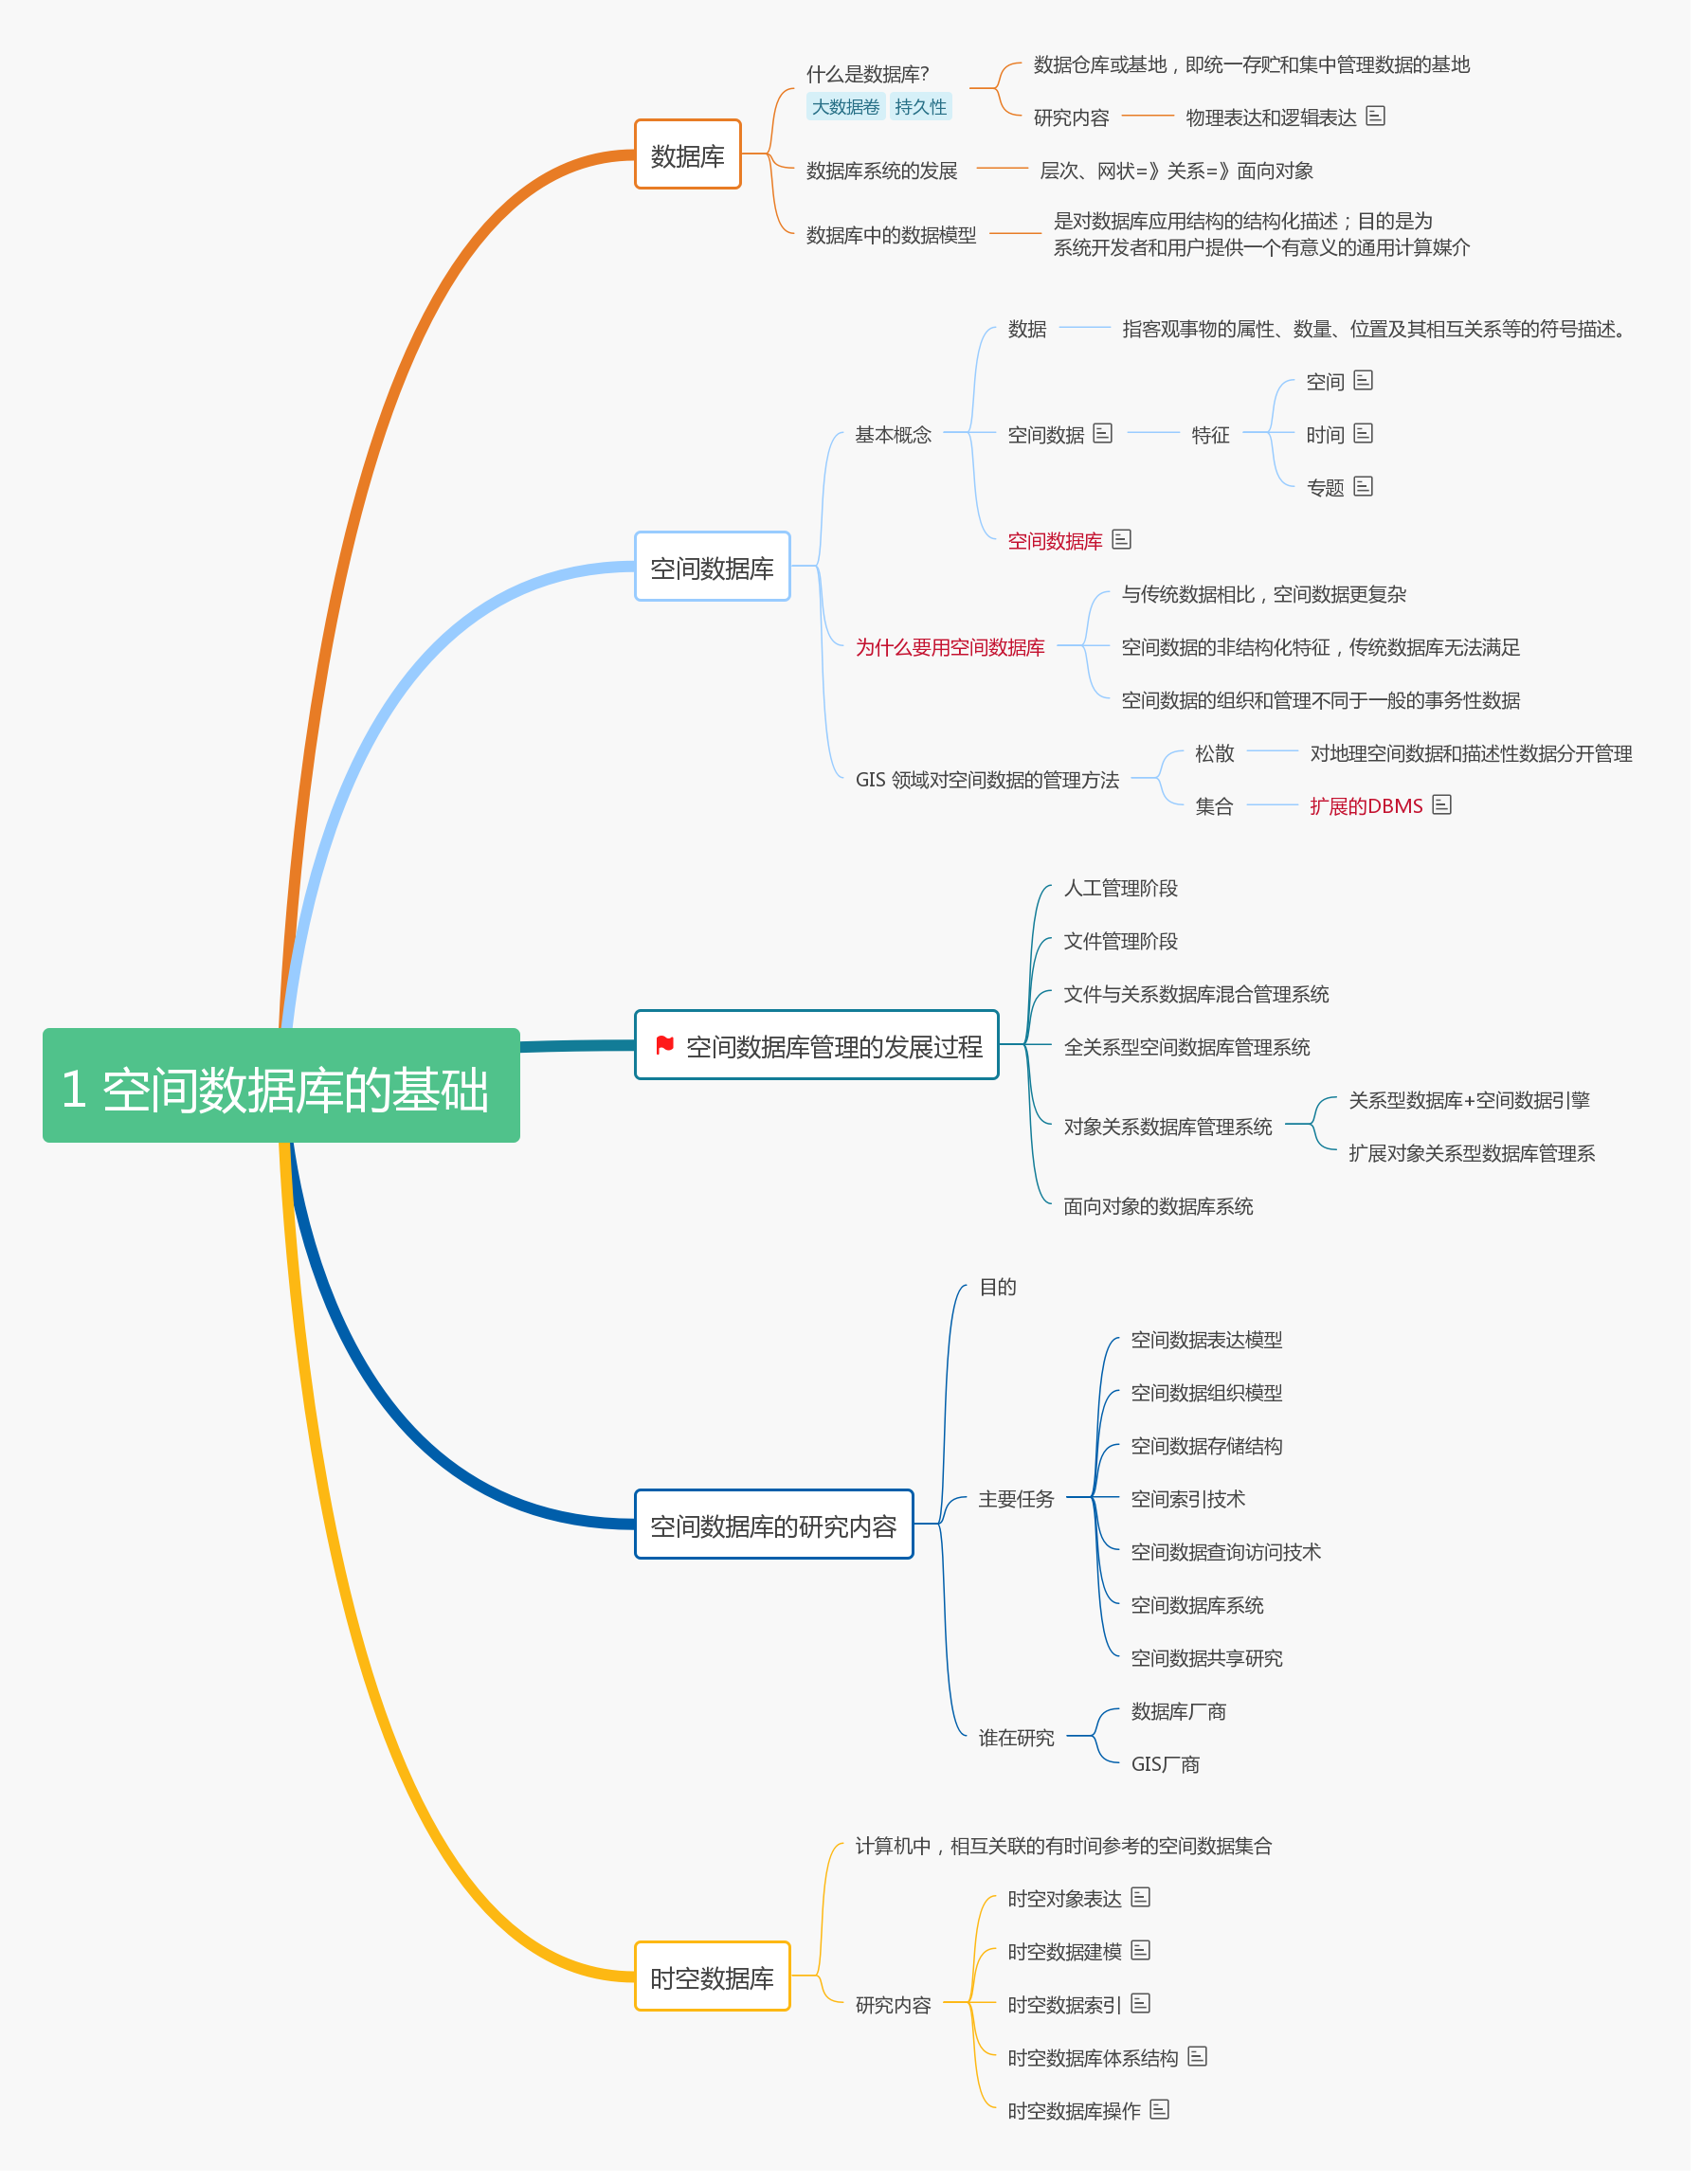 1 空间数据库的基础
数据库
什么是数据库?
大数据卷 持久性
数据仓库或基地，即统一存贮和集中管理数据的基地
研究内容
物理表达和逻辑表达
数据库系统的发展
层次、网状=》关系=》面向对象
数据库中的数据模型
是对数据库应用结构的结构化描述；目的是为
系统开发者和用户提供一个有意义的通用计算媒介
空间数据库
基本概念
数据
指客观事物的属性、数量、位置及其相互关系等的符号描述。
空间数据
特征
空间
时间
专题
空间数据库
为什么要用空间数据库
与传统数据相比，空间数据更复杂
空间数据的非结构化特征，传统数据库无法满足
空间数据的组织和管理不同于一般的事务性数据
GIS 领域对空间数据的管理方法
松散
对地理空间数据和描述性数据分开管理
集合
扩展的DBMS
空间数据库管理的发展过程
人工管理阶段
文件管理阶段
文件与关系数据库混合管理系统
全关系型空间数据库管理系统
对象关系数据库管理系统
关系型数据库+空间数据引擎
扩展对象关系型数据库管理系
面向对象的数据库系统
空间数据库的研究内容
目的
主要任务
空间数据表达模型
空间数据组织模型
空间数据存储结构
空间索引技术
空间数据查询访问技术
空间数据库系统
空间数据共享研究
谁在研究
数据库厂商
GIS厂商
时空数据库
计算机中，相互关联的有时间参考的空间数据集合
研究内容
时空对象表达
时空数据建模
时空数据索引
时空数据库体系结构
时空数据库操作